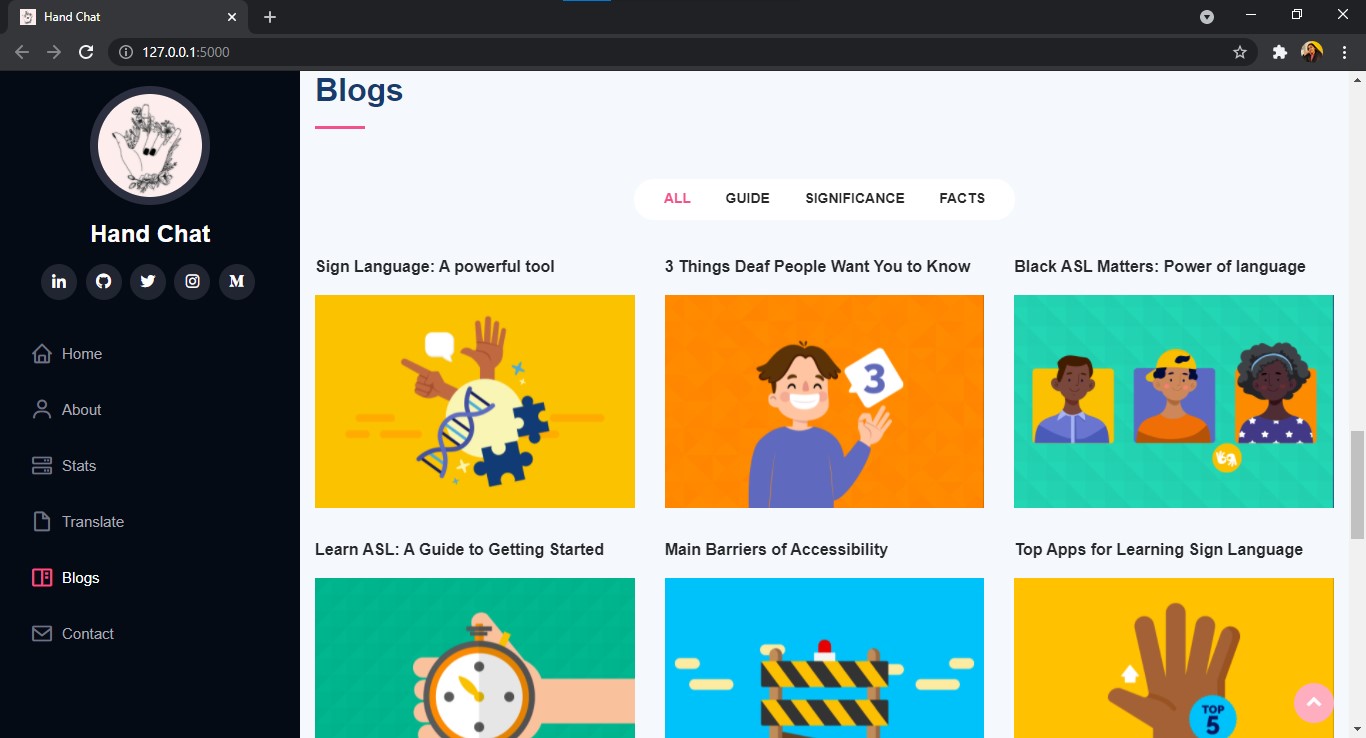 Hand Chat
127.0.0.1:5000
Hand Chat
in
M
Home
About
Stats
Translate
Blogs
Contact
Blogs
ALL GUIDE SIGNIFICANCE FACTS
Sign Language: A powerful tool
3 Things Deaf People Want You to Know
Black ASL Matters: Power of language
3
Learn ASL: A Guide to Getting Started
Main Barriers of Accessibility
Top Apps for Learning Sign Language
TOP
5